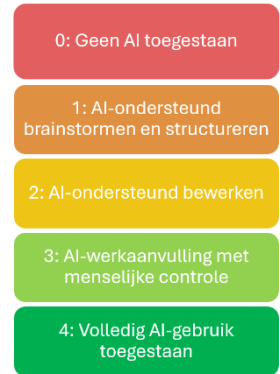 0: Geen AI toegestaan
1: AI-ondersteund
brainstormen en structureren
2: AI-ondersteund bewerken
3: AI-werkaanvulling met
menselijke controle
4: Volledig AI-gebruik
toegestaan